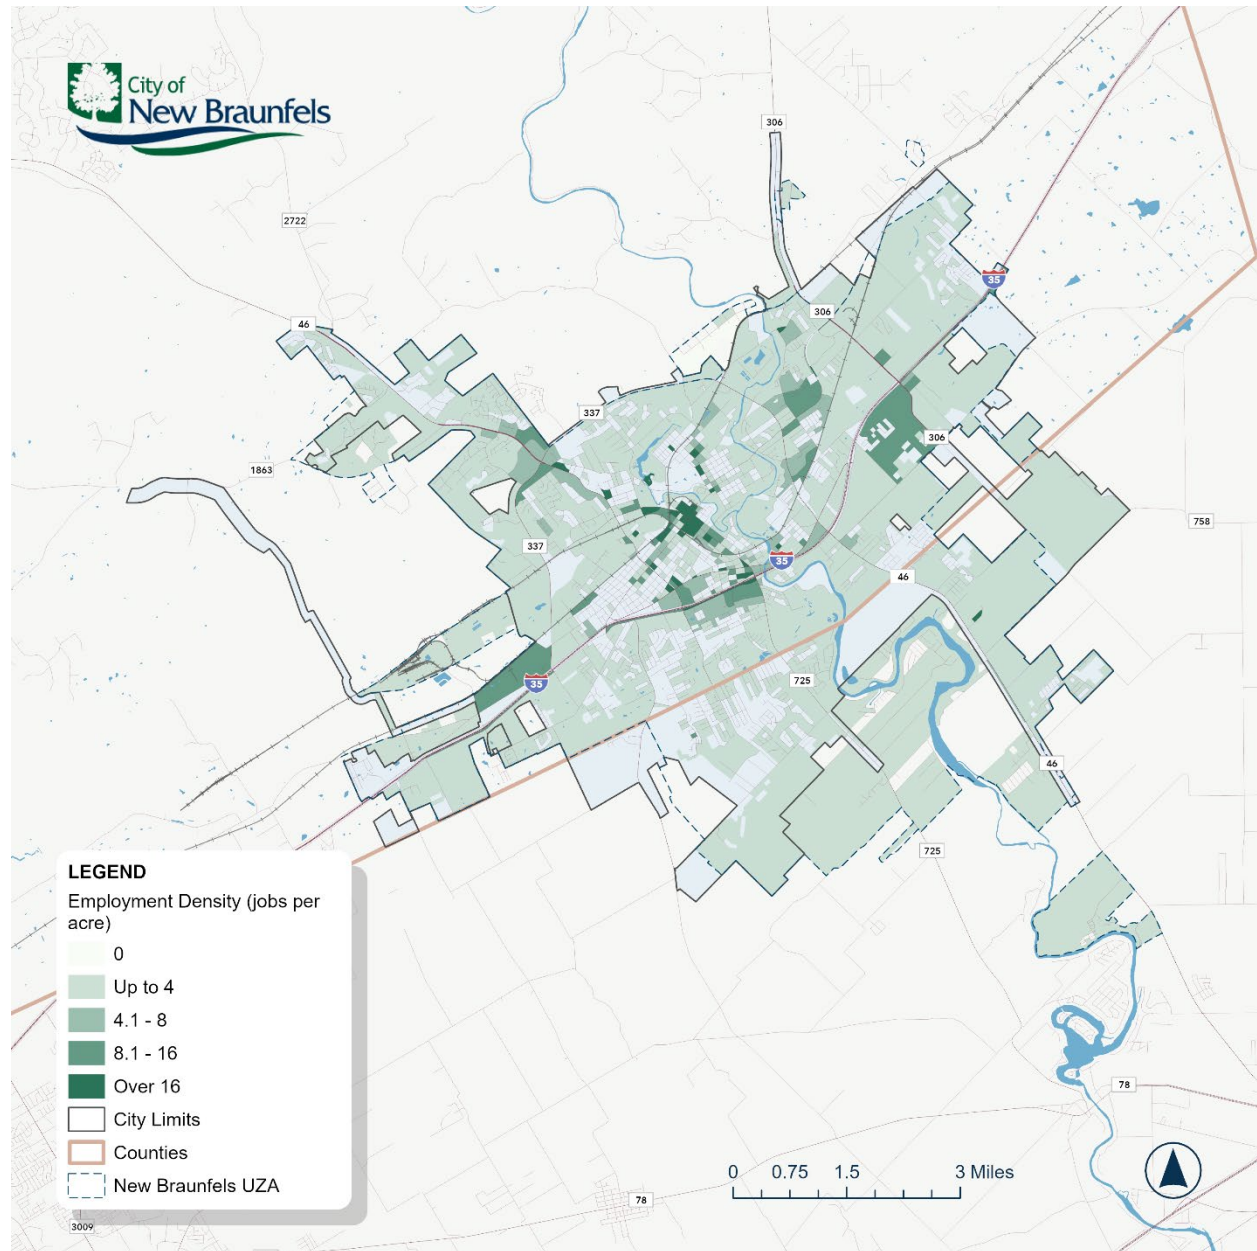 City of
New Braunfels
306
2722
35
46
306
337
306
1863
758
337
35
46
35
725
46
725
LEGEND
Employment Density (jobs per
acre)
0
Up to 4
4.1 - 8
8.1 - 16
Over 16
City Limits
Counties
New Braunfels UZA
78
0 0.75 1.5 3 Miles
78
3009